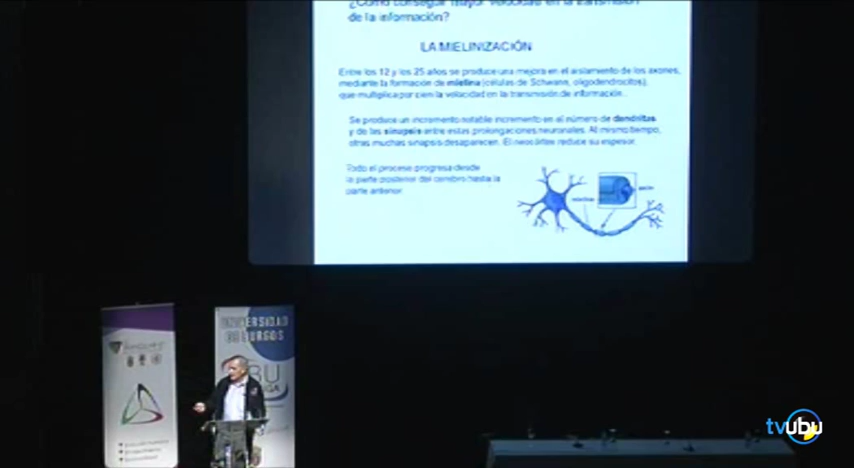 ¿Cómo conseguir mayor velocidad en la transmisión
de la información?
LA MIELINIZACIÓN
Entre los 12 y los 25 años se produce una mejora en el aislamiento de los axones,
mediante la formación de mielina (células de Schwann, oligodendrocitos),
que multiplica por cien la velocidad en la transmisión de información.
Se produce un incremento notable incremento en el número de dendritas
y de las sinapsis entre estas prolongaciones neuronales. Al mismo tiempo,
otras muchas sinapsis desaparecen. El neocórtex reduce su espesor.
Todo el proceso progresa desde
la parte posterior del cerebro hasta la
parte anterior.
UNIVERSIDAD
DE BURGOS
UBU
tvubu